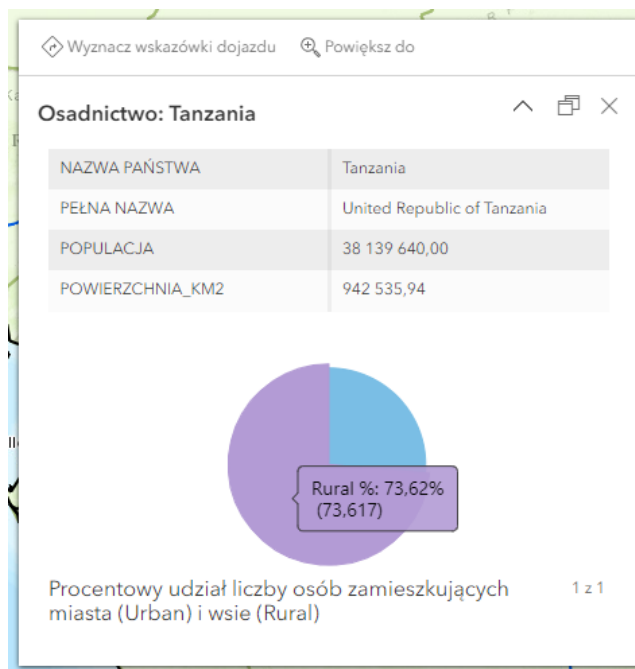 Wyznacz wskazówki dojazdu Powiększ do
Osadnictwo: Tanzania
NAZWA PAŃSTWA Tanzania
PEŁNA NAZWA United Republic of Tanzania
POPULACJA 38 139 640,00
POWIERZCHNIA_KM2 942 535,94
Rural %: 73,62%
(73,617)
Procentowy udział liczby osób zamieszkujących 1 z 1
miasta (Urban) i wsie (Rural)